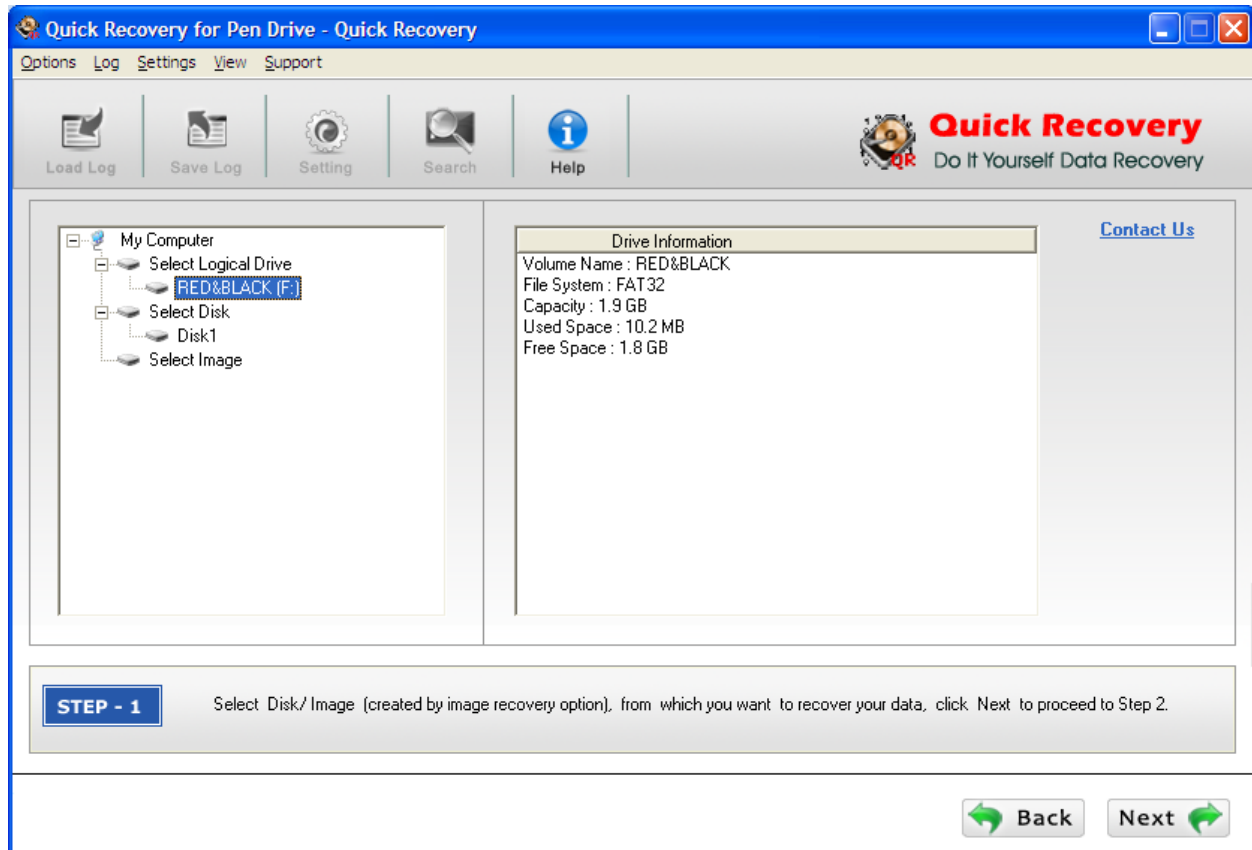 Quick Recovery for Pen Drive - Quick Recovery
Options Log Settings View Support
Load Log Save Log Setting Search Help
QR
Quick Recovery
Do It Yourself Data Recovery
My Computer
Select Logical Drive
RED&BLACK (F:)
Select Disk
Disk1
Select Image
Drive Information
Volume Name : RED&BLACK
File System : FAT32
Capacity : 1.9 GB
Used Space : 10.2 MB
Free Space : 1.8 GB
Contact Us
STEP - 1
Select Disk/ Image (created by image recovery option), from which you want to recover your data, click Next to proceed to Step 2.
Back Next